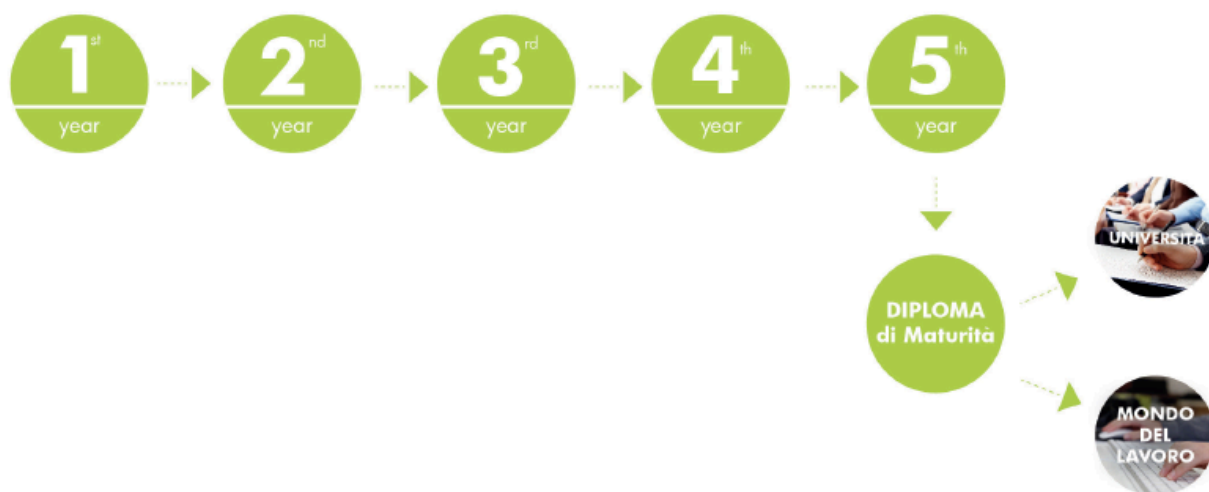 1st
year
2nd
year
3rd
year
4th
year
5th
year
UNIVERSITÀ
DIPLOMA
di Maturità
MONDO
DEL
LAVORO